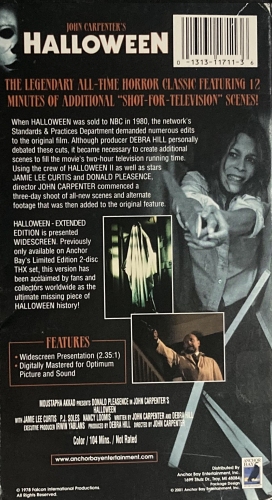 JOHN CARPENTER'S
HALLOWEEN
0-1313-11711-3 6
THE LEGENDARY ALL-TIME HORROR CLASSIC FEATURING 12
MINUTES OF ADDITIONAL "SHOT-FOR-TELEVISION" SCENES!
When HALLOWEEN was sold to NBC in 1980, the network's
Standards & Practices Department demanded numerous edits
to the original film. Although producer DEBRA HILL personally
debated these cuts, it became necessary to create additional
scenes to fill the movie's two-hour television running time.
Using the crew of HALLOWEEN II as well as stars
JAMIE LEE CURTIS and DONALD PLEASENCE,
director JOHN CARPENTER commenced a
three-day shoot of all-new scenes and alternate
footage that was then added to the original feature.
HALLOWEEN - EXTENDED
EDITION is presented
WIDESCREEN. Previously
only available on Anchor
Bay's Limited Edition 2-disc
THX set, this version has
been acclaimed by fans and
collectors worldwide as the
ultimate missing piece of
HALLOWEEN history!
FEATURES
• Widescreen Presentation (2.35:1)
• Digitally Mastered for Optimum
Picture and Sound
MOUSTAPHA AKKAD PRESENTS DONALD PLEASENCE IN JOHN CARPENTER'S
HALLOWEEN
WITH JAMIE LEE CURTIS, P.J. SOLES NANCY LOOMIS WRITTEN BY JOHN CARPENTER AND DEBRA HILL
EXECUTIVE PRODUCER IRWIN YABLANS PRODUCED BY DEBRA HILL DIRECTED BY JOHN CARPENTER
Color / 104 Mins. / Not Rated
www.anchorbayentertainment.com
© 1978 Falcon International Productions.
All Rights Reserved.
ANCHOR
BAY
Distributed By
Anchor Bay Entertainment, Inc.
1699 Stutz Dr., Troy, MI 48084
Package Design
© 2001 Anchor Bay Entertainment, Inc.